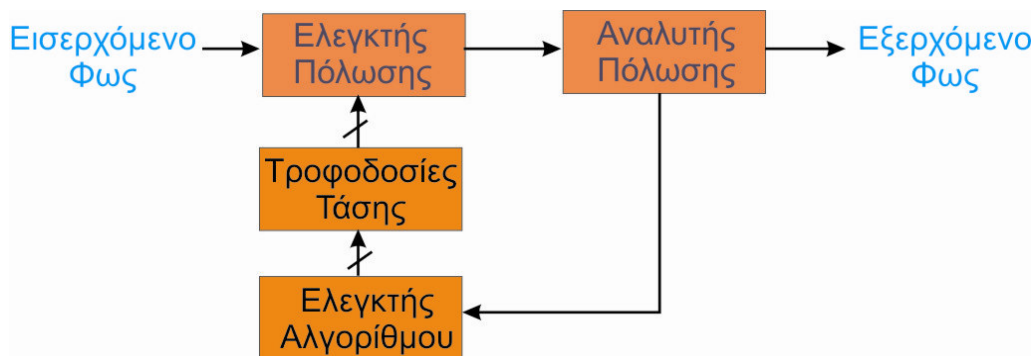 Εισερχόμενο
Φως
Ελεγκτής
Πόλωσης
Αναλυτής
Πόλωσης
Εξερχόμενο
Φως
Τροφοδοσίες
Τάσης
Ελεγκτής
Αλγορίθμου